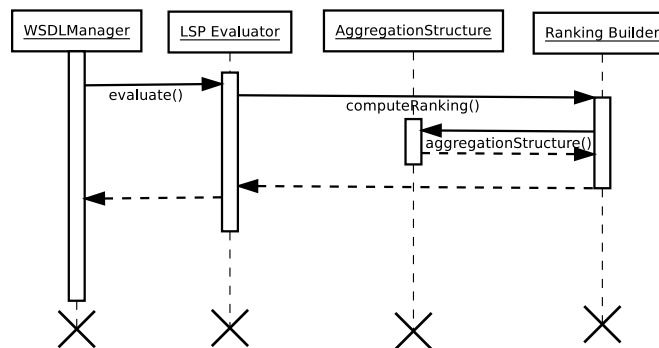 WSDLManager
LSP Evaluator
AggregationStructure
Ranking Builder
evaluate()
computeRanking()
aggregationStructure()